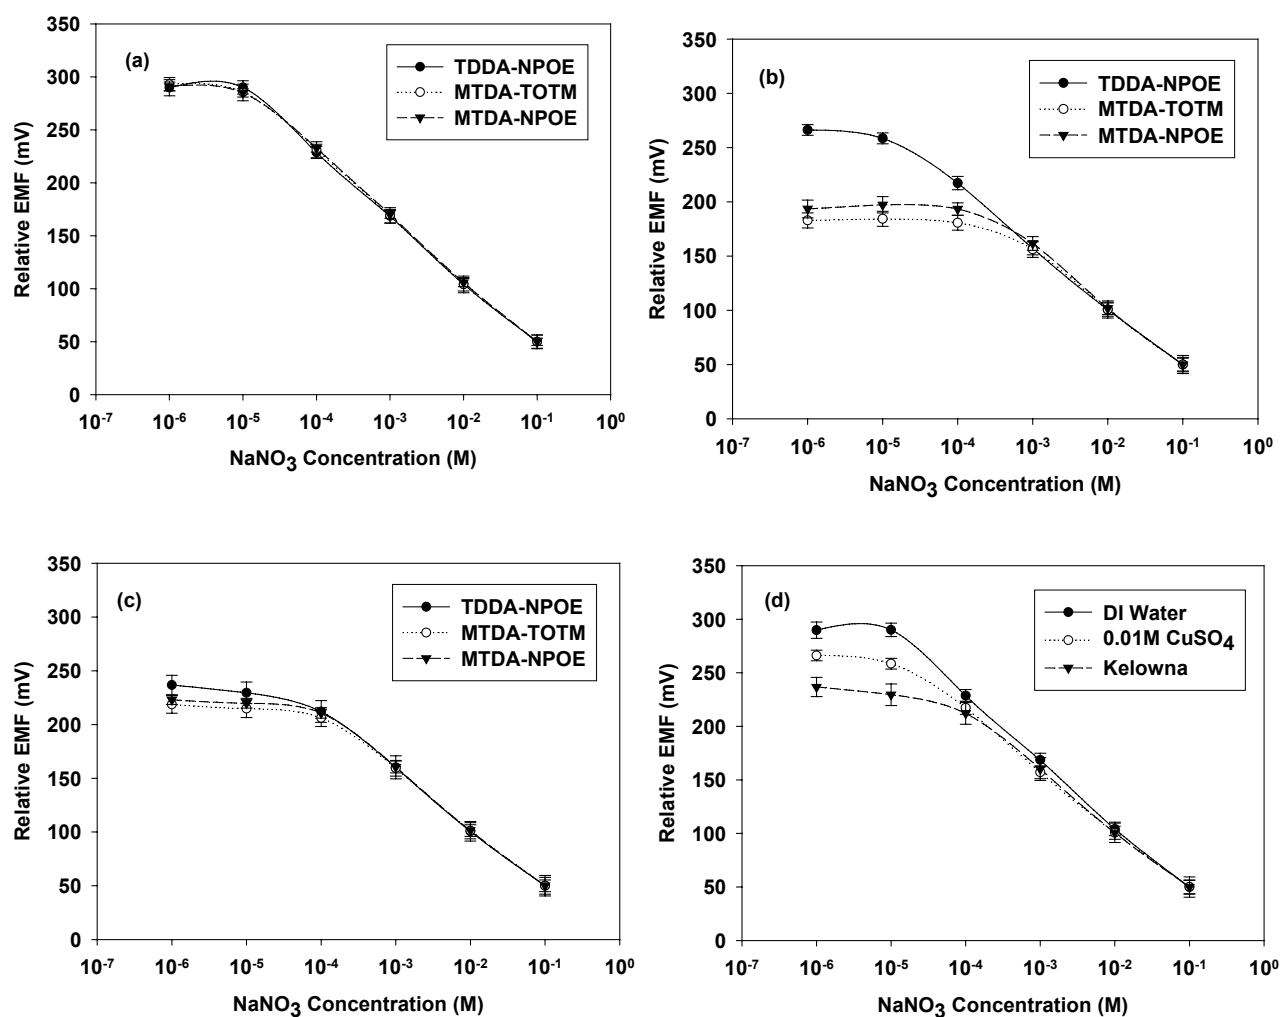 (a)
TDDA-NPOE
MTDA-TOTM
MTDA-NPOE
Relative EMF (mV)
350
300
250
200
150
100
50
0
10-7 10-6 10-5 10-4 10-3 10-2 10-1 100
NaNO3 Concentration (M)
(b)
TDDA-NPOE
MTDA-TOTM
MTDA-NPOE
Relative EMF (mV)
350
300
250
200
150
100
50
0
10-7 10-6 10-5 10-4 10-3 10-2 10-1 100
NaNO3 Concentration (M)
(c)
TDDA-NPOE
MTDA-TOTM
MTDA-NPOE
Relative EMF (mV)
350
300
250
200
150
100
50
0
10-7 10-6 10-5 10-4 10-3 10-2 10-1 100
NaNO3 Concentration (M)
(d)
DI Water
0.01M CuSO4
Kelowna
Relative EMF (mV)
350
300
250
200
150
100
50
0
10-7 10-6 10-5 10-4 10-3 10-2 10-1 100
NaNO3 Concentration (M)